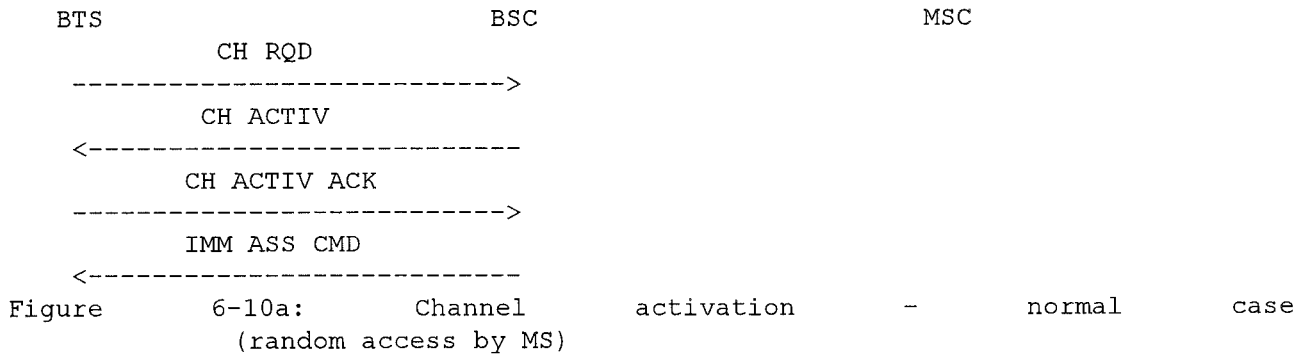 BTS BSC MSC
CH RQD
--------------------------->
CH ACTIV
<---------------------------
CH ACTIV ACK
--------------------------->
IMM ASS CMD
<---------------------------
Figure 6-10a: Channel activation - normal case
(random access by MS)